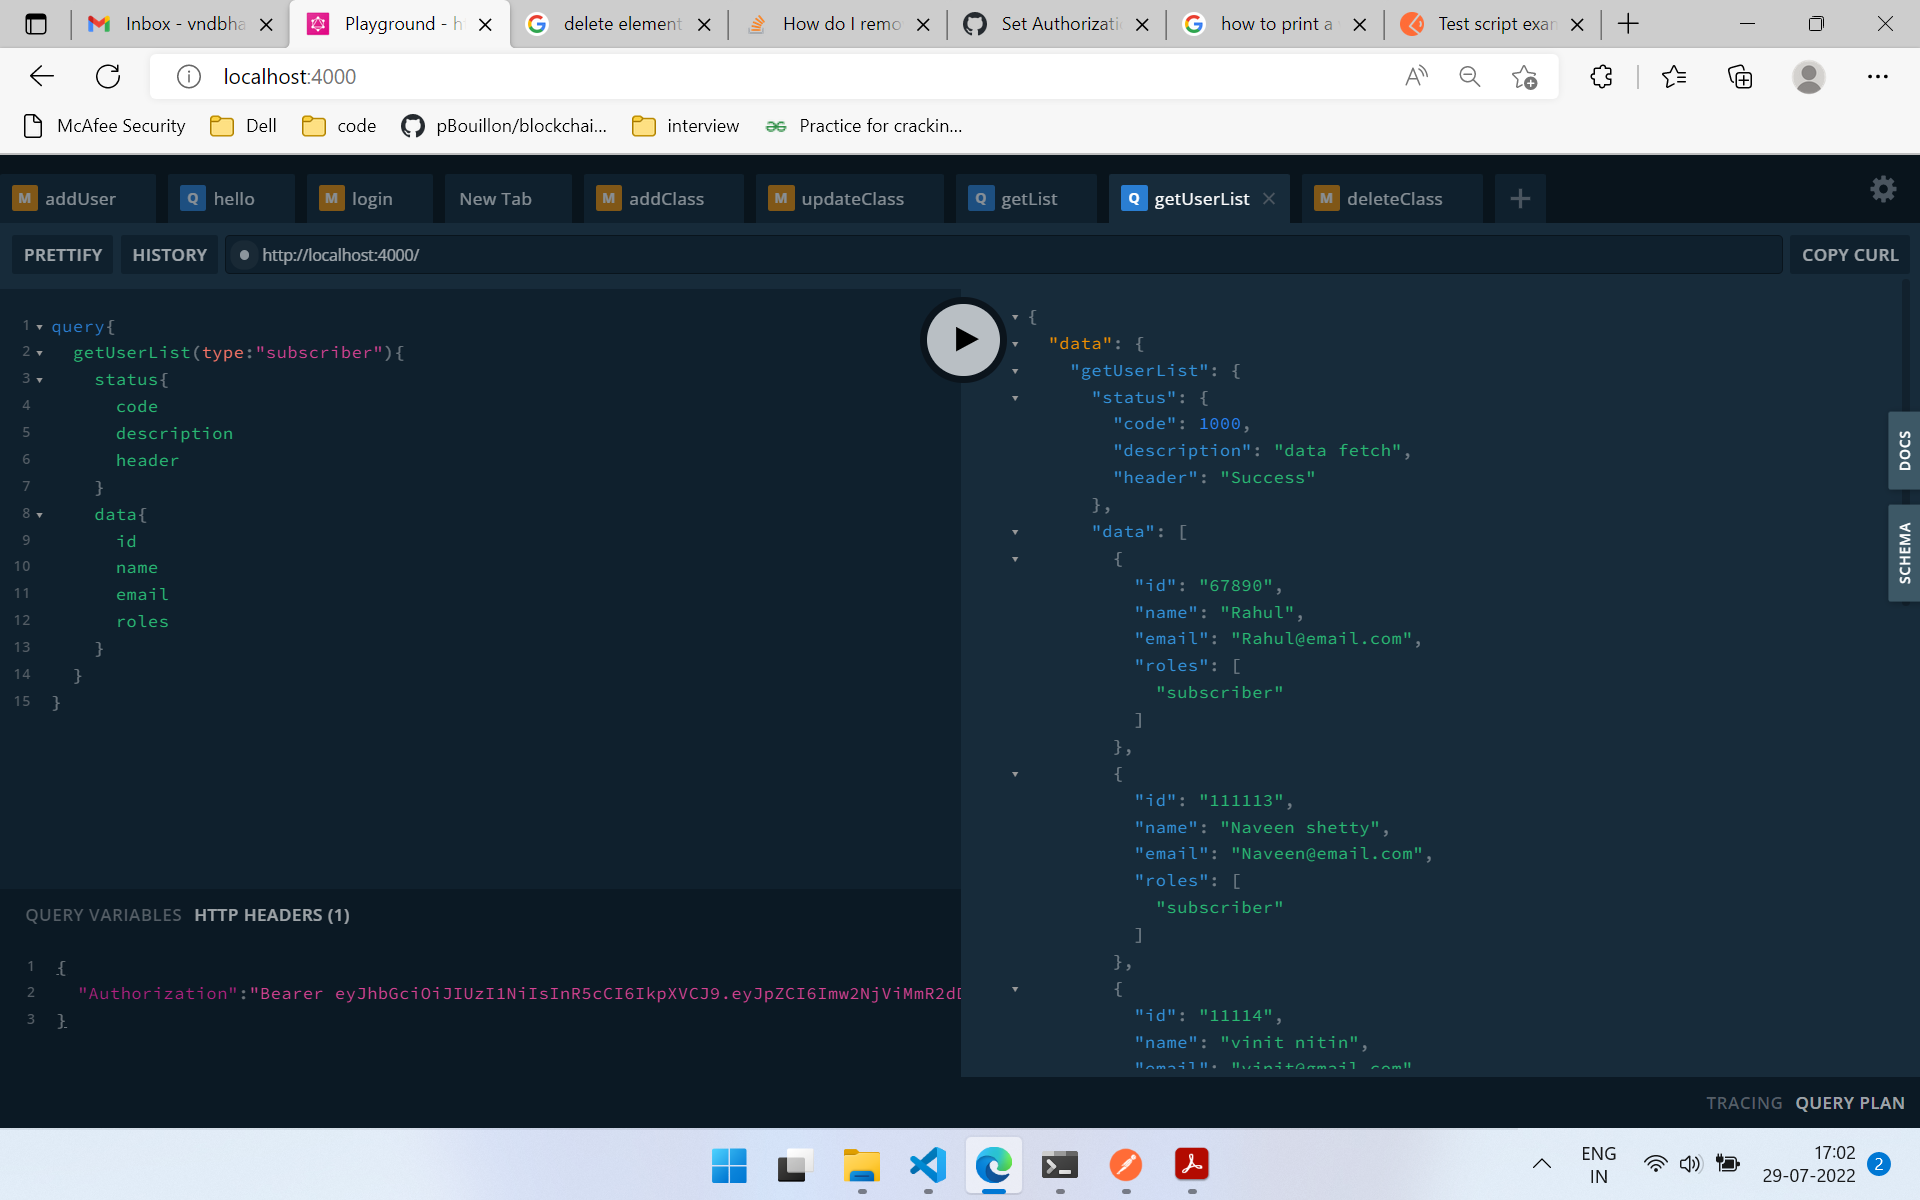 Inbox - vndbha
Playground - h
delete element
How do I remo
Set Authorizati
how to print a
Test script exan
localhost:4000
McAfee Security
Dell
code
pBouillon/blockchai...
interview
Practice for crackin...
M addUser
Q hello
M login
New Tab
M addClass
M updateClass
Q getList
Q getUserList
M deleteClass
PRETTIFY
HISTORY
http://localhost:4000/
COPY CURL
1 query{
2 getUserList(type:"subscriber"){
3 status{
4 code
5 description
6 header
7 }
8 data{
9 id
10 name
11 email
12 roles
13 }
14 }
15 }
{
"data": {
"getUserList": {
"status": {
"code": 1000,
"description": "data fetch",
"header": "Success"
},
"data": [
{
"id": "67890",
"name": "Rahul",
"email": "Rahul@email.com",
"roles": [
"subscriber"
]
},
{
"id": "111113",
"name": "Naveen shetty",
"email": "Naveen@email.com",
"roles": [
"subscriber"
]
},
{
"id": "11114",
"name": "vinit nitin",
"email": "vinit@gmail.com"
DOCS
SCHEMA
QUERY VARIABLES HTTP HEADERS (1)
1 {
2 "Authorization":"Bearer eyJhbGciOiJIUzI1NiIsInR5cCI6IkpXVCJ9.eyJpZCI6Imw2NjViMmR2dD
3 }
TRACING QUERY PLAN
ENG
IN
17:02
29-07-2022
2